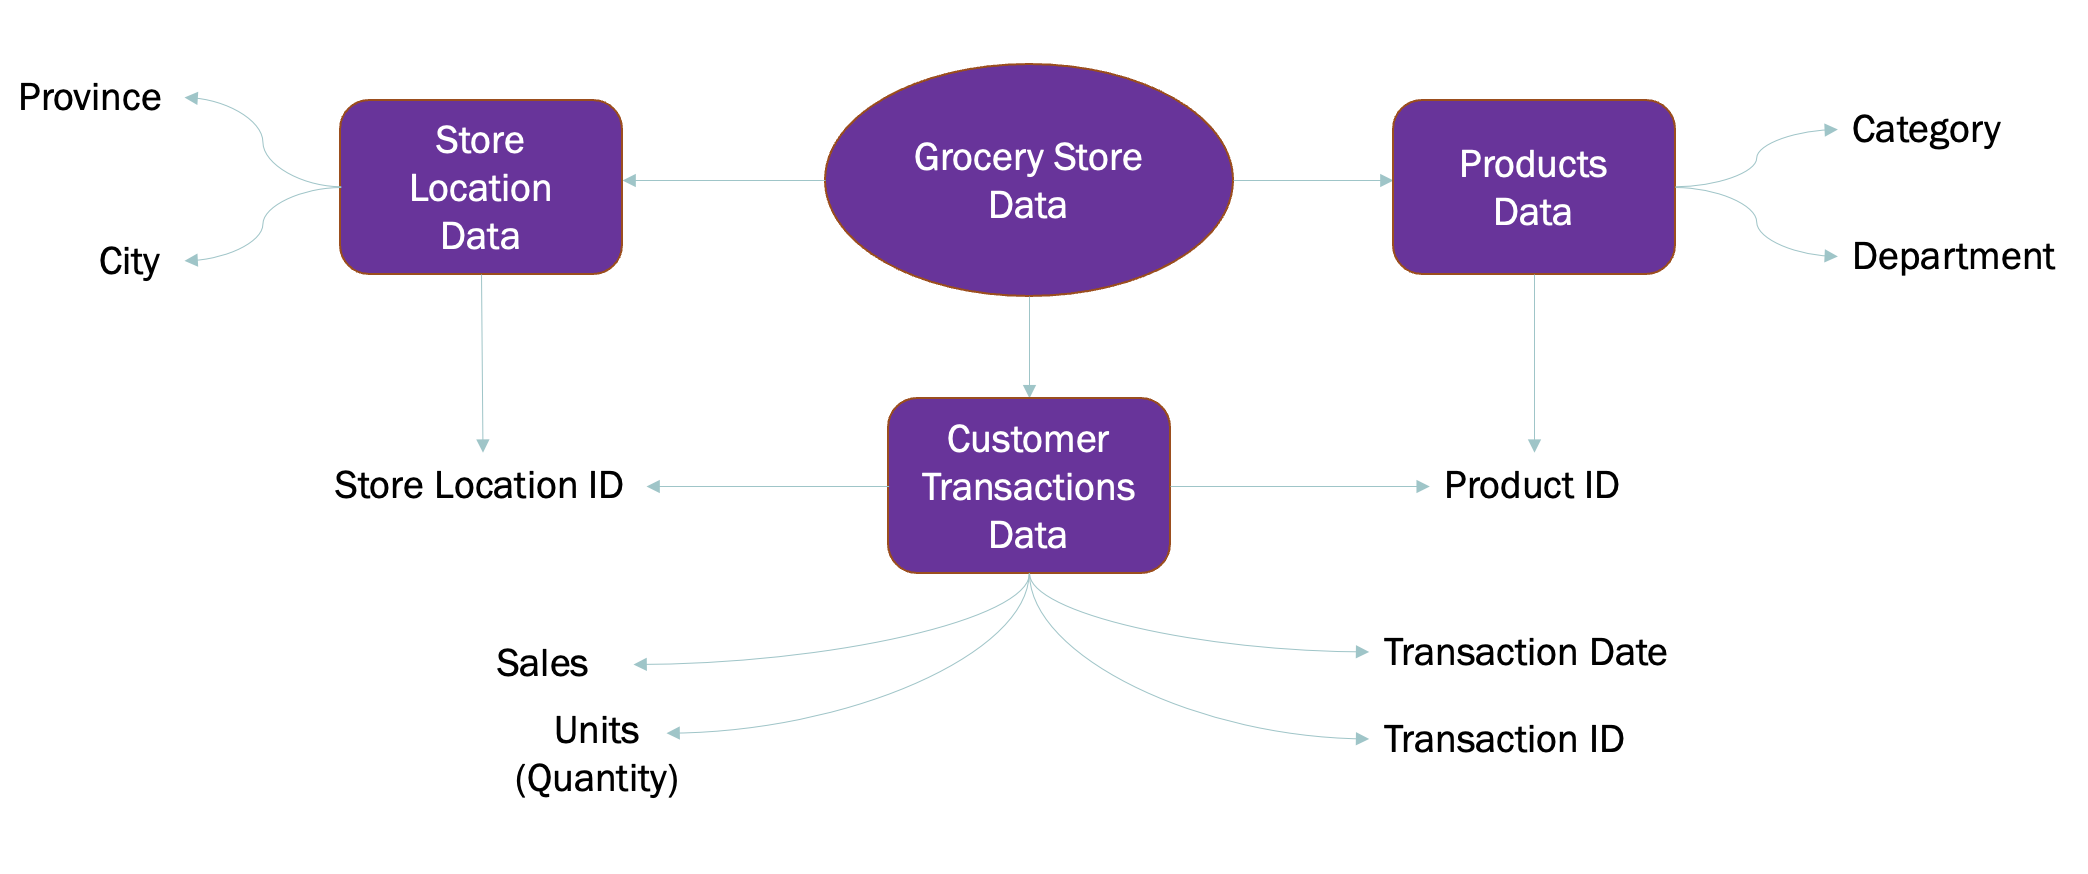 Province
City
Store
Location
Data
Grocery Store
Data
Products
Data
Category
Department
Store Location ID
Customer
Transactions
Data
Product ID
Sales
Units
(Quantity)
Transaction Date
Transaction ID